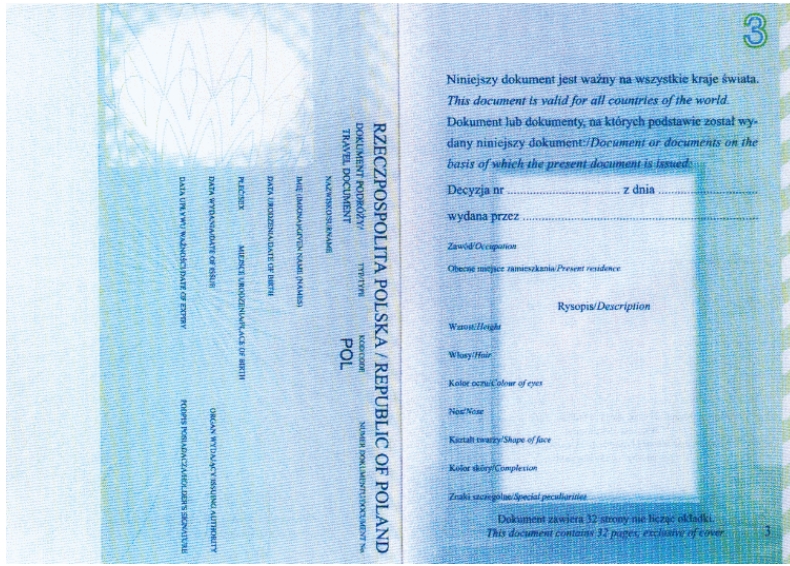 RZECZPOSPOLITA POLSKA / REPUBLIC OF POLAND
DOKUMENT PODRÓŻY/ TYP/TYPE KOD/CODE NUMER DOKUMENTU/DOCUMENT No
TRAVEL DOCUMENT POL
NAZWISKO/SURNAME
IMIĘ (IMIONA)/GIVEN NAME (NAMES)
DATA URODZENIA/DATE OF BIRTH
PŁEĆ/SEX MIEJSCE URODZENIA/PLACE OF BIRTH
DATA WYDANIA/DATE OF ISSUE ORGAN WYDAJĄCY/ISSUING AUTHORITY
DATA UPŁYWU WAŻNOŚCI/DATE OF EXPIRY PODPIS POSIADACZA/HOLDER'S SIGNATURE
3
Niniejszy dokument jest ważny na wszystkie kraje świata.
This document is valid for all countries of the world.
Dokument lub dokumenty, na których podstawie został wy-
dany niniejszy dokument:/Document or documents on the
basis of which the present document is issued:
Decyzja nr ........................... z dnia ........................
wydana przez ..................................................
Zawód/Occupation
Obecne miejsce zamieszkania/Present residence
Rysopis/Description
Wzrost/Height
Włosy/Hair
Kolor oczu/Colour of eyes
Nos/Nose
Kształt twarzy/Shape of face
Kolor skóry/Complexion
Znaki szczególne/Special peculiarities
Dokument zawiera 32 strony nie licząc okładki.
This document contains 32 pages, exclusive of cover.
3